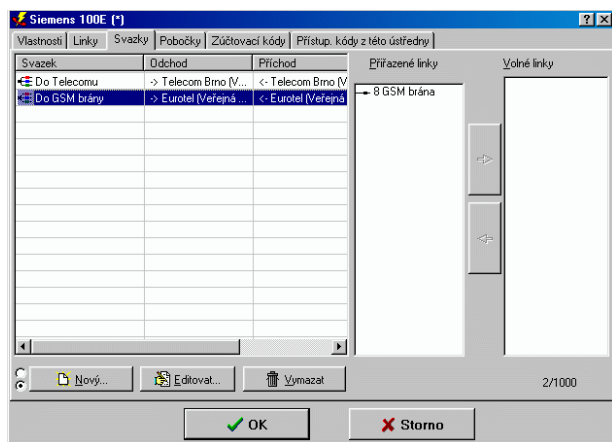 Siemens 100E (*)
Vlastnosti Linky Svazky Pobočky Zúčtovací kódy Přístup. kódy z této ústředny
Svazek Odchod Příchod Přiřazené linky Volné linky
Do Telecomu -> Telecom Brno (V... <- Telecom Brno (V
Do GSM brány -> Eurotel (Veřejná ... <- Eurotel (Veřejná
8 GSM brána
Nový... Editovat... Vymazat 2/1000
OK Storno